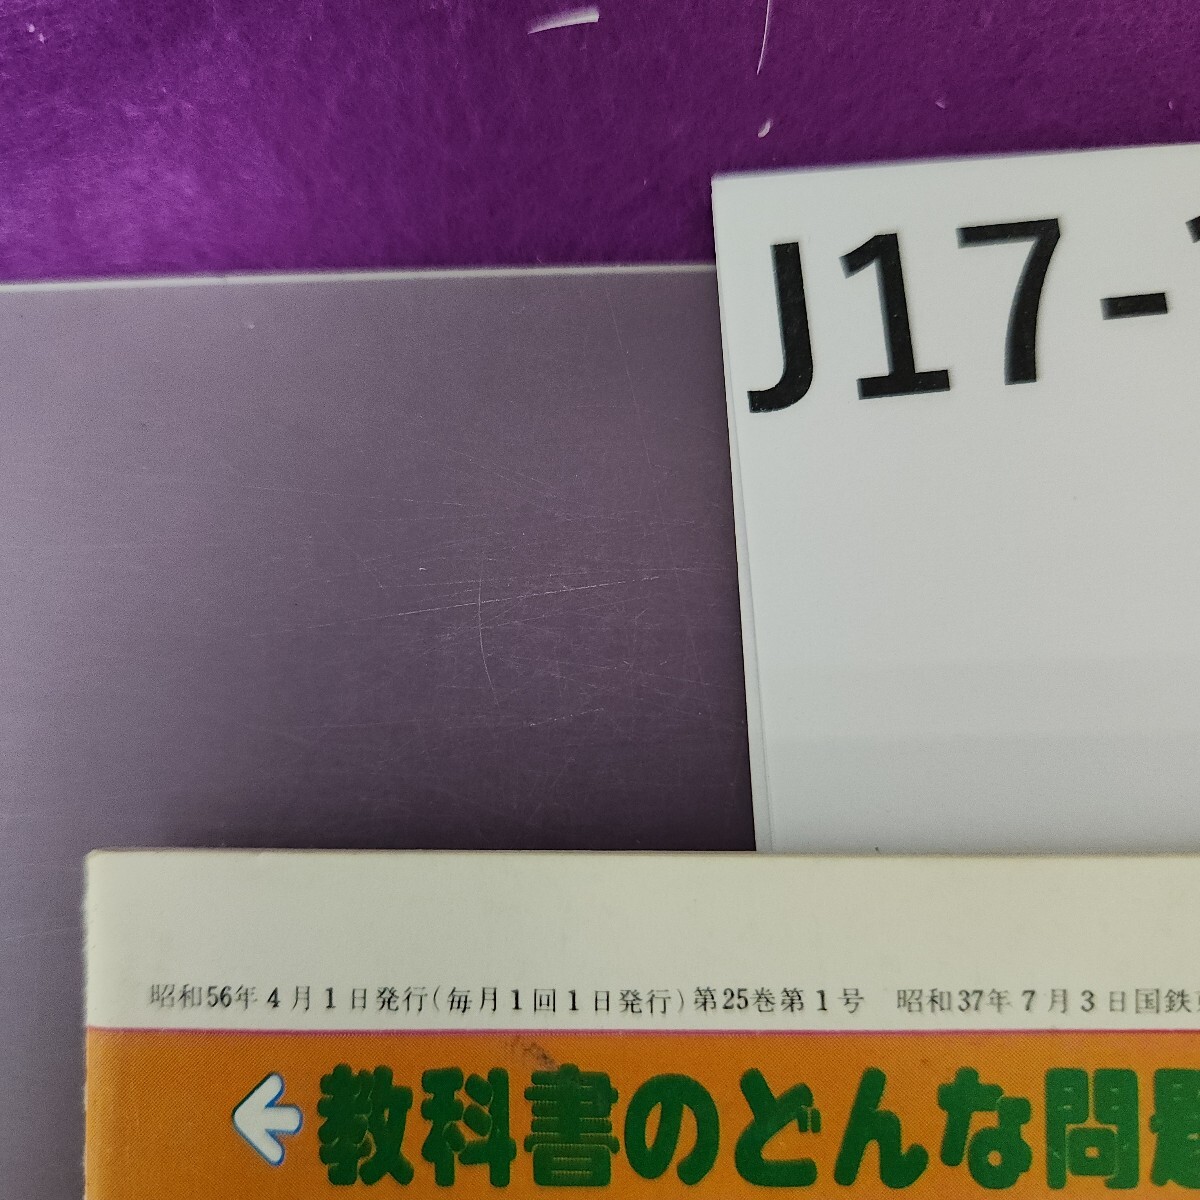 J17-
昭和56年4月1日発行(毎月1回1日発行)第25巻第1号 昭和37年7月3日国鉄
教科書のどんな問